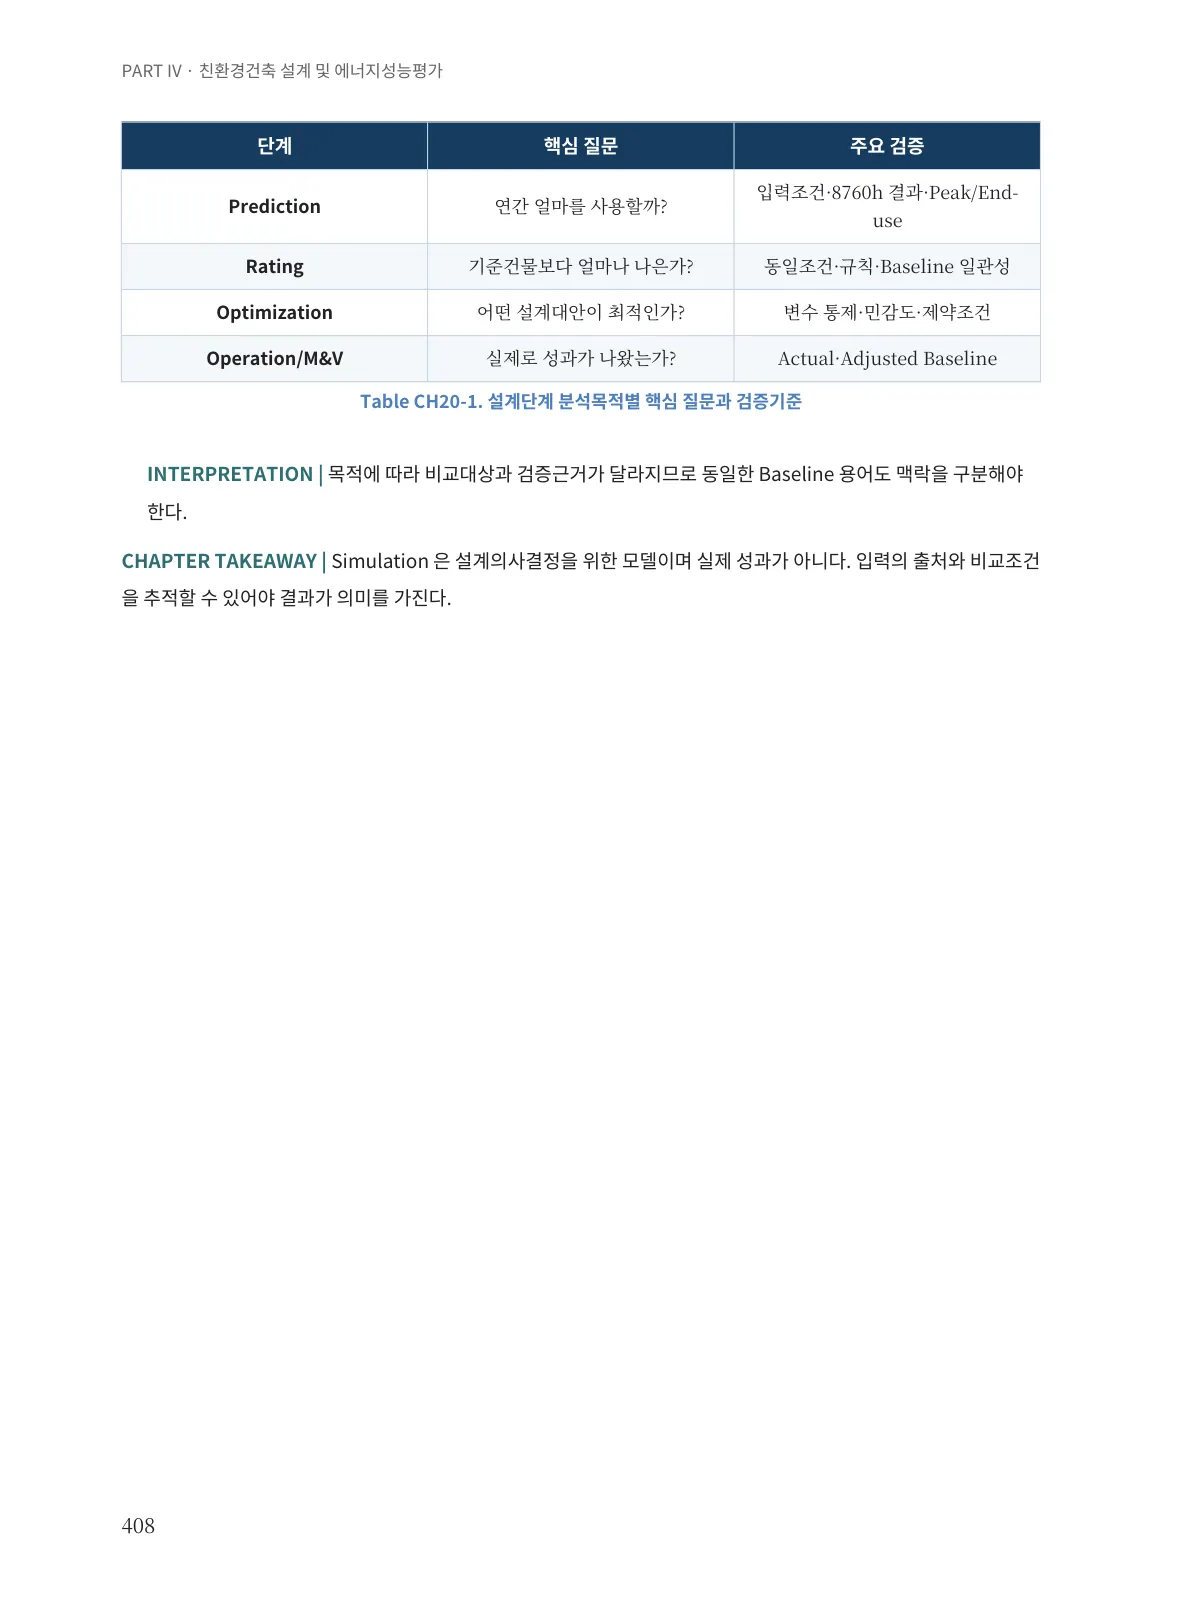 PART IV · 친환경건축 설계 및 에너지성능평가
단계 핵심 질문 주요 검증
Prediction 연간 얼마를 사용할까? 입력조건·8760h 결과·Peak/End-
use
Rating 기준건물보다 얼마나 나은가? 동일조건·규칙·Baseline 일관성
Optimization 어떤 설계대안이 최적인가? 변수 통제·민감도·제약조건
Operation/M&V 실제로 성과가 나왔는가? Actual·Adjusted Baseline
Table CH20-1. 설계단계 분석목적별 핵심 질문과 검증기준
INTERPRETATION | 목적에 따라 비교대상과 검증근거가 달라지므로 동일한 Baseline 용어도 맥락을 구분해야
한다.
CHAPTER TAKEAWAY | Simulation 은 설계의사결정을 위한 모델이며 실제 성과가 아니다. 입력의 출처와 비교조건
을 추적할 수 있어야 결과가 의미를 가진다.
408